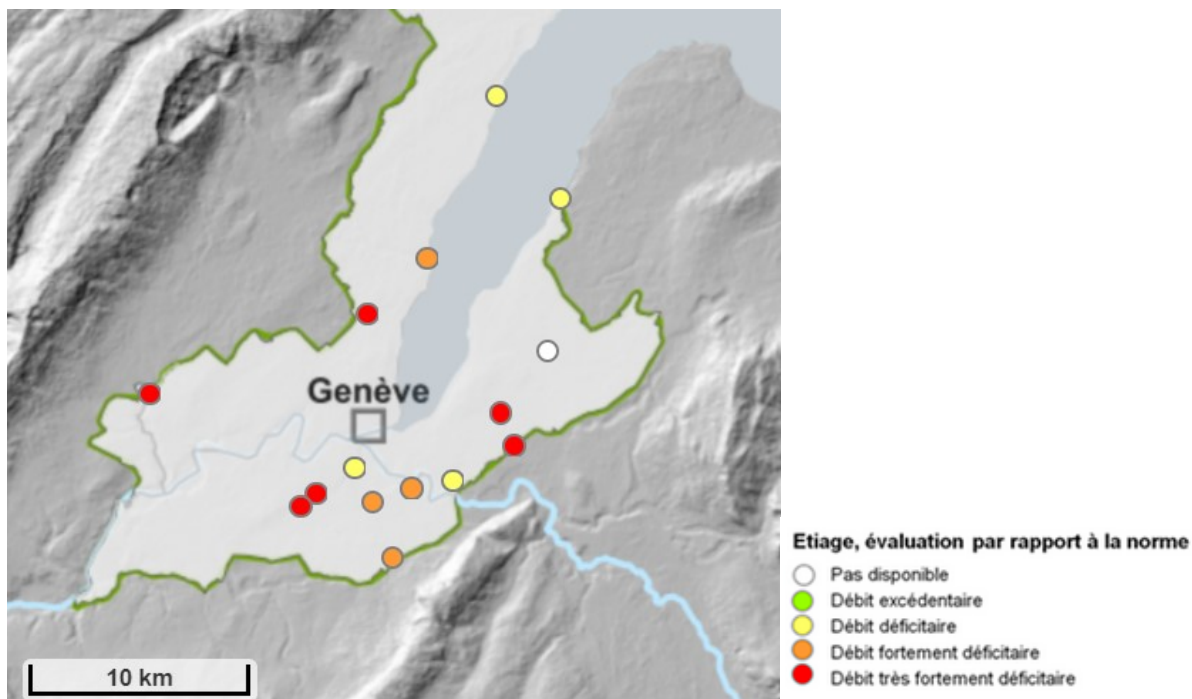 Genève
10 km
Etiage, évaluation par rapport à la norme
Pas disponible
Débit excédentaire
Débit déficitaire
Débit fortement déficitaire
Débit très fortement déficitaire